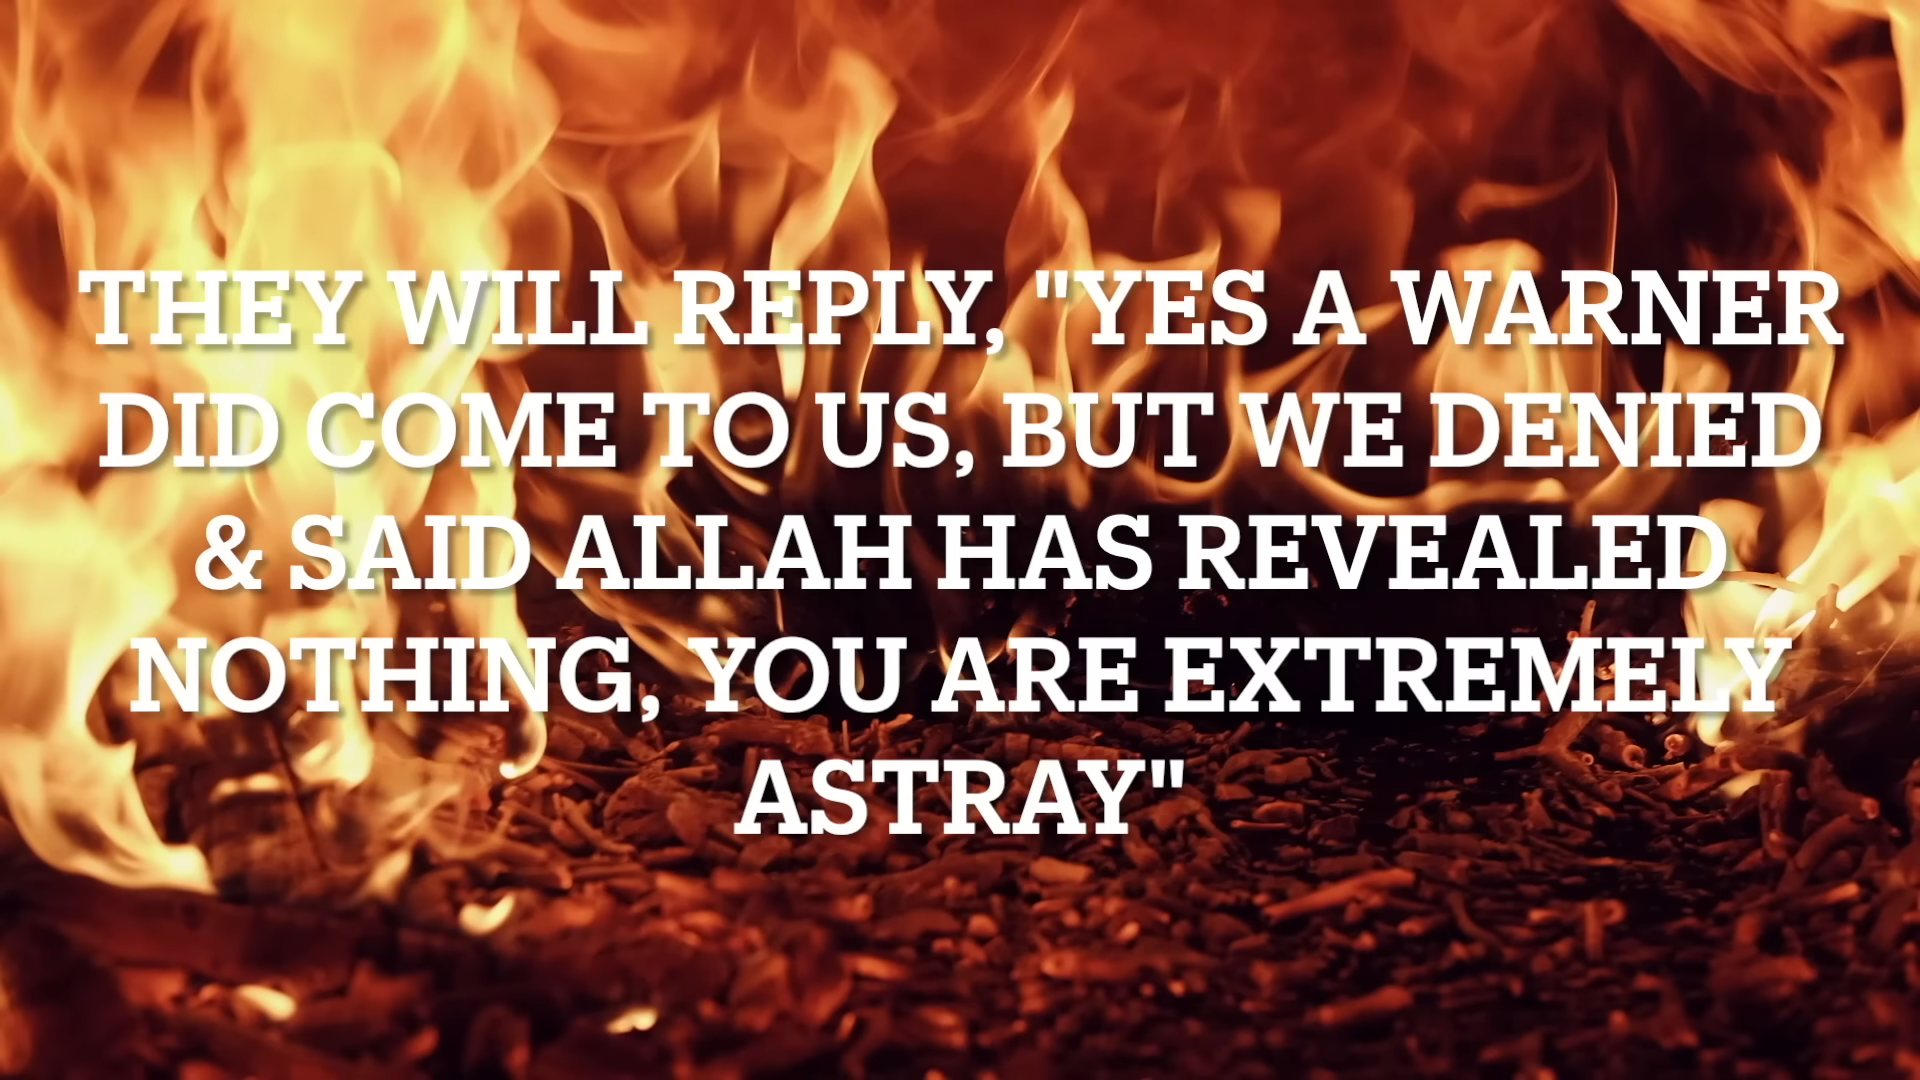 THEY WILL REPLY, "YES A WARNER
DID COME TO US, BUT WE DENIED
& SAID ALLAH HAS REVEALED
NOTHING, YOU ARE EXTREMELY
ASTRAY"